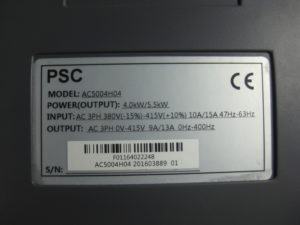 PSC
CE
MODEL: AC5004H04
POWER(OUTPUT): 4.0kW/5.5kW
INPUT: AC 3PH 380V(-15%)-415V(+10%) 10A/15A 47Hz-63Hz
OUTPUT: AC 3PH 0V-415V 9A/13A 0Hz-400Hz
F01164022248
S/N: AC5004H04 201603889 01